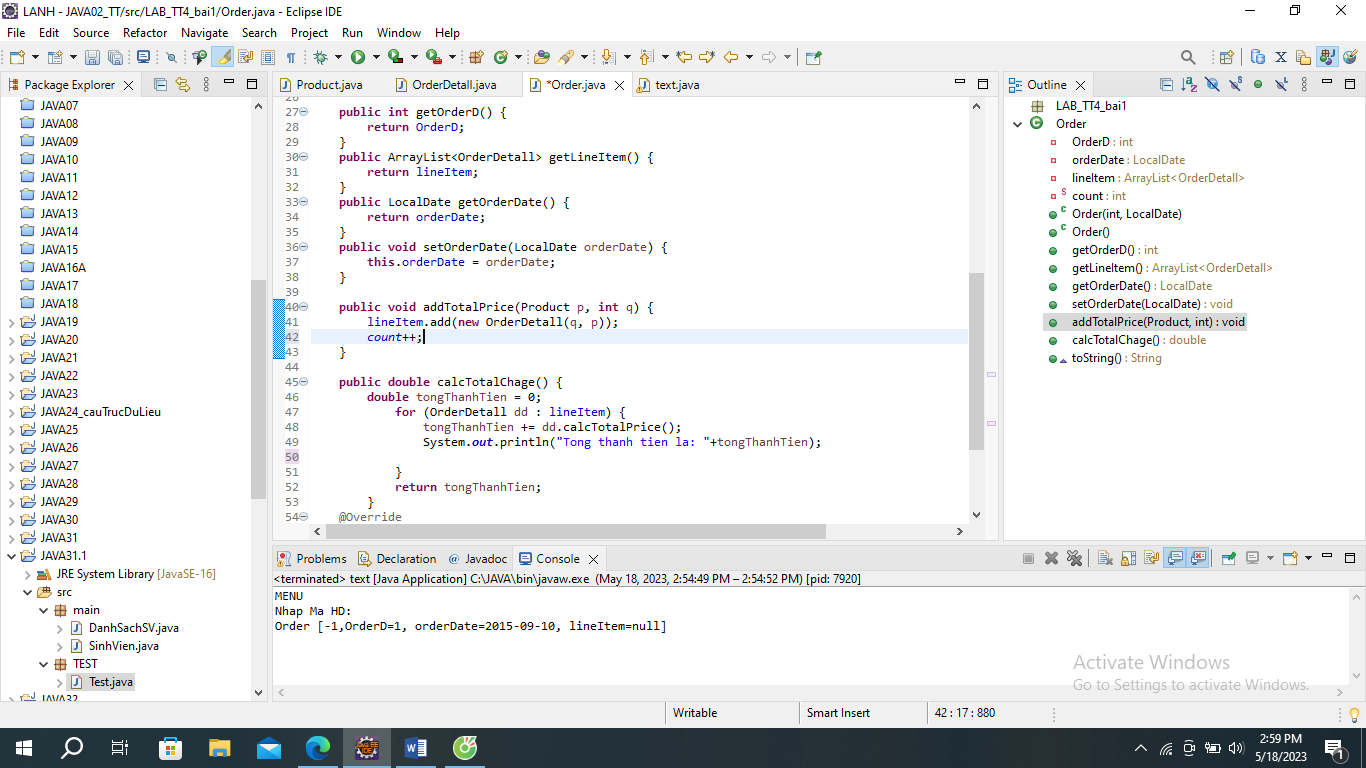 LANH - JAVA02_TT/src/LAB_TT4_bai1/Order.java - Eclipse IDE
File Edit Source Refactor Navigate Search Project Run Window Help
Package Explorer
JAVA07
JAVA08
JAVA09
JAVA10
JAVA11
JAVA12
JAVA13
JAVA14
JAVA15
JAVA16A
JAVA17
JAVA18
JAVA19
JAVA20
JAVA21
JAVA22
JAVA23
JAVA24_cauTrucDuLieu
JAVA25
JAVA26
JAVA27
JAVA28
JAVA29
JAVA30
JAVA31
JAVA31.1
JRE System Library [JavaSE-16]
src
main
DanhSachSV.java
SinhVien.java
TEST
Test.java
JAVA32
Product.java OrderDetall.java *Order.java text.java
26
27 public int getOrderD() {
28 return OrderD;
29 }
30 public ArrayList<OrderDetall> getLineItem() {
31 return lineItem;
32 }
33 public LocalDate getOrderDate() {
34 return orderDate;
35 }
36 public void setOrderDate(LocalDate orderDate) {
37 this.orderDate = orderDate;
38 }
39
40 public void addTotalPrice(Product p, int q) {
41 lineItem.add(new OrderDetall(q, p));
42 count++;
43 }
44
45 public double calcTotalChage() {
46 double tongThanhTien = 0;
47 for (OrderDetall dd : lineItem) {
48 tongThanhTien += dd.calcTotalPrice();
49 System.out.println("Tong thanh tien la: "+tongThanhTien);
50
51 }
52 return tongThanhTien;
53 }
54 @Override
Outline
LAB_TT4_bai1
Order
OrderD : int
orderDate : LocalDate
lineItem : ArrayList<OrderDetall>
S count : int
C Order(int, LocalDate)
C Order()
getOrderD() : int
getLineItem() : ArrayList<OrderDetall>
getOrderDate() : LocalDate
setOrderDate(LocalDate) : void
addTotalPrice(Product, int) : void
calcTotalChage() : double
toString() : String
Problems Declaration @ Javadoc Console
<terminated> text [Java Application] C:\JAVA\bin\javaw.exe (May 18, 2023, 2:54:49 PM – 2:54:52 PM) [pid: 7920]
MENU
Nhap Ma HD:
Order [-1,OrderD=1, orderDate=2015-09-10, lineItem=null]
Activate Windows
Go to Settings to activate Windows.
Writable Smart Insert 42 : 17 : 880
2:59 PM
5/18/2023
1